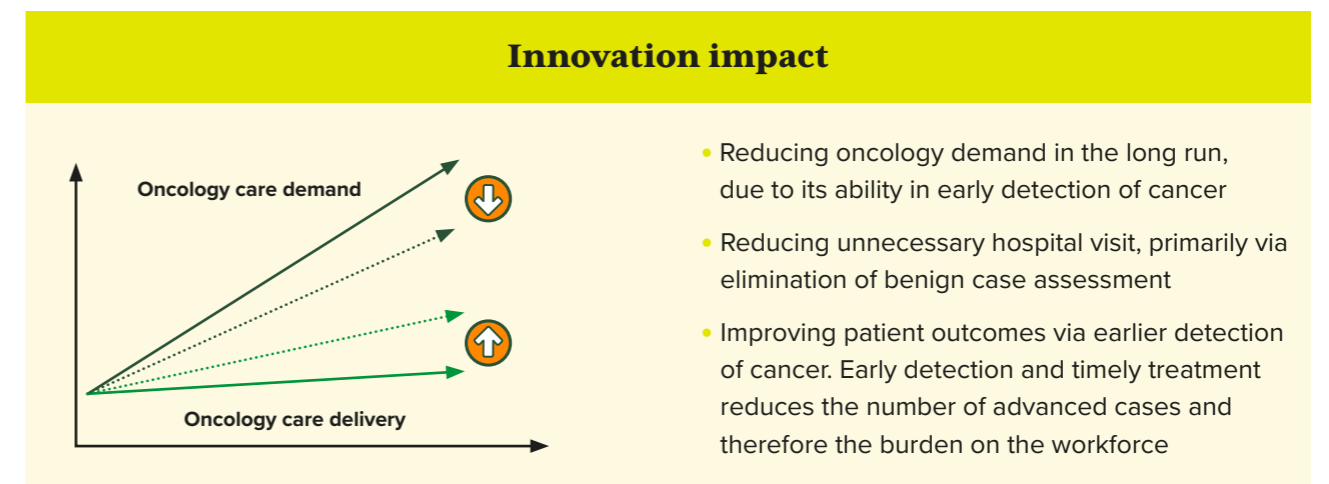 Innovation impact
Oncology care demand
Oncology care delivery
• Reducing oncology demand in the long run,
due to its ability in early detection of cancer
• Reducing unnecessary hospital visit, primarily via
elimination of benign case assessment
• Improving patient outcomes via earlier detection
of cancer. Early detection and timely treatment
reduces the number of advanced cases and
therefore the burden on the workforce